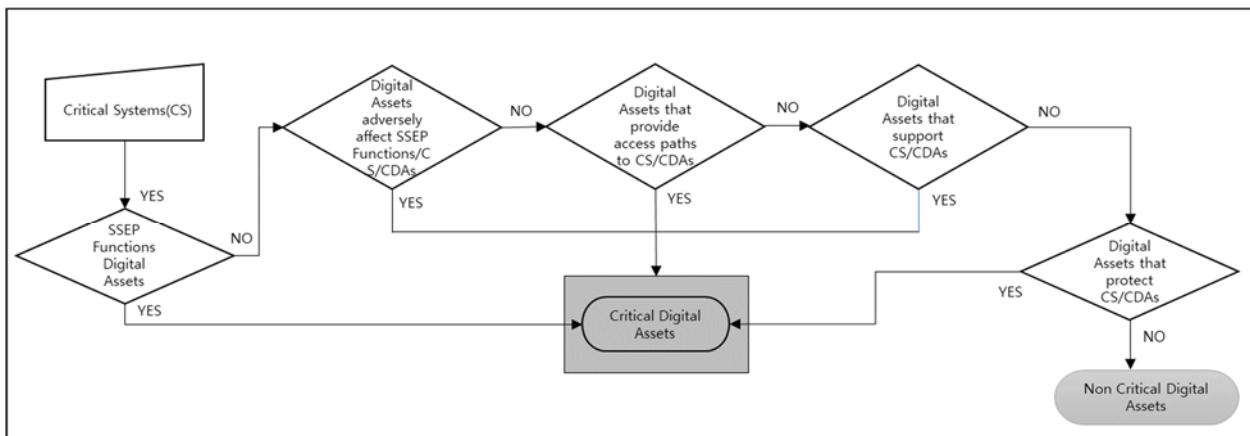 Critical Systems(CS)
YES
SSEP
Functions
Digital
Assets
NO
YES
Digital
Assets
adversely
affect SSEP
Functions/C
S/CDAs
NO
YES
Digital
Assets that
provide
access paths
to CS/CDAs
NO
YES
Digital
Assets that
support
CS/CDAs
NO
YES
Digital
Assets that
protect
CS/CDAs
YES
NO
Critical Digital
Assets
Non Critical Digital
Assets